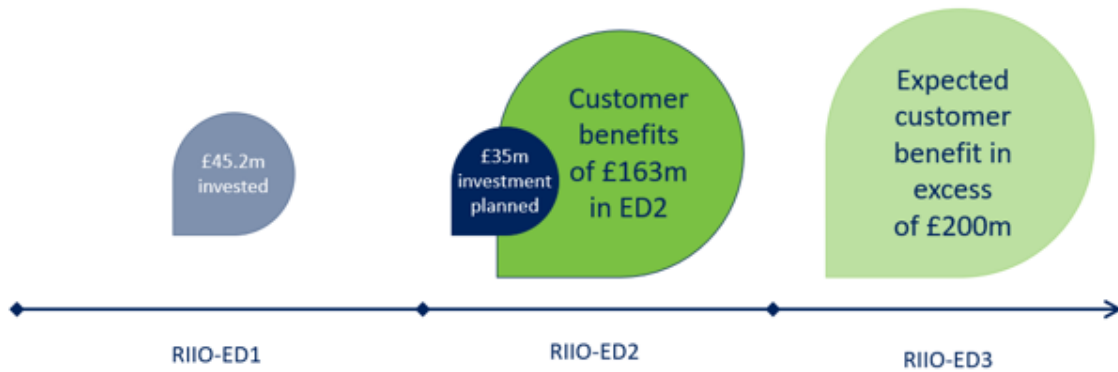 £45.2m
invested
£35m
investment
planned
Customer
benefits
of £163m
in ED2
Expected
customer
benefit in
excess
of £200m
RIIO-ED1
RIIO-ED2
RIIO-ED3